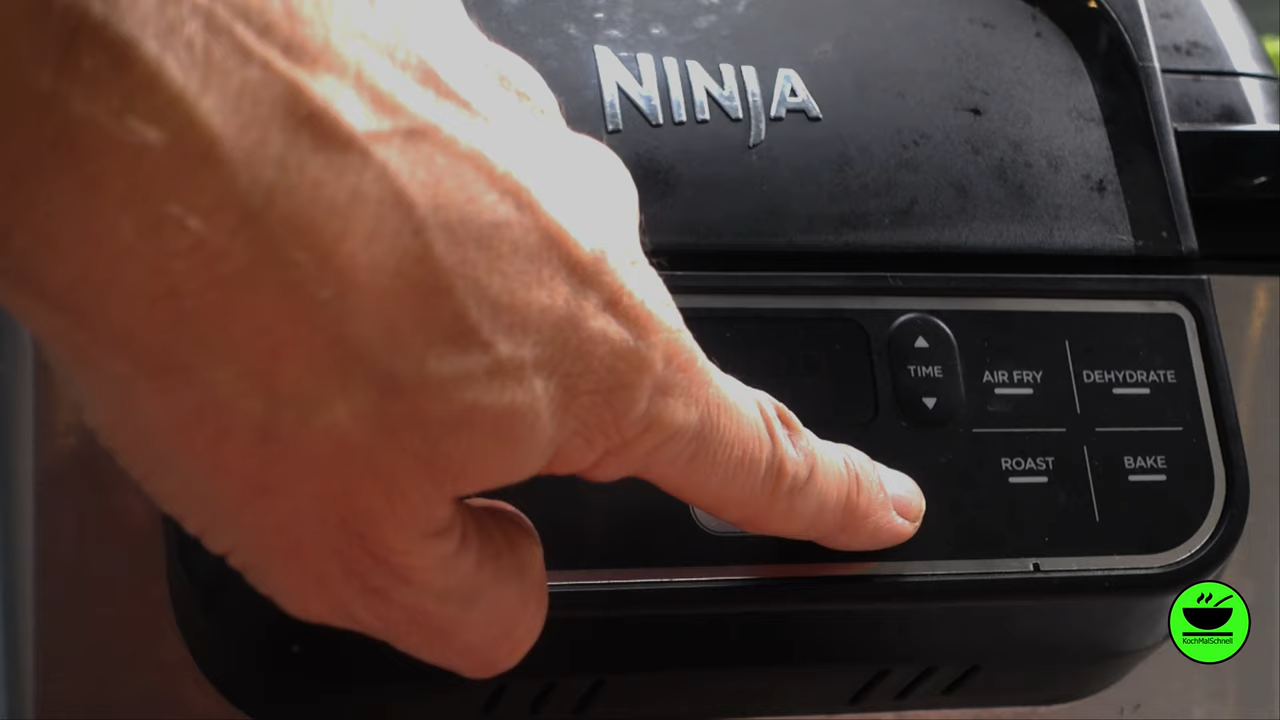 NINJA
TIME
AIR FRY
DEHYDRATE
ROAST
BAKE
KochMalSchnell